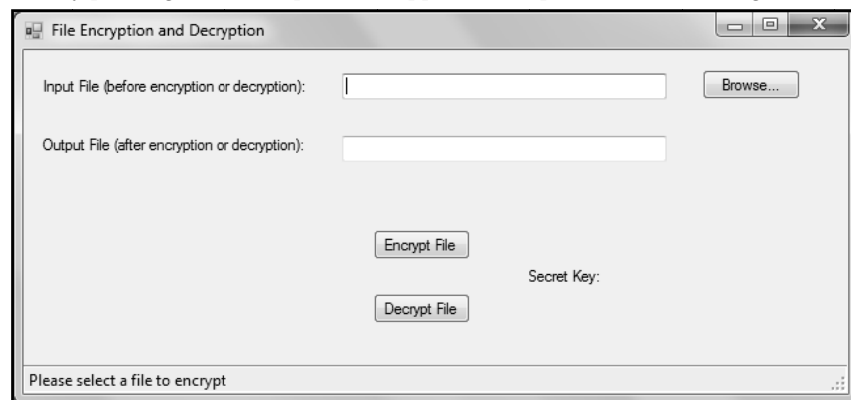 File Encryption and Decryption
Input File (before encryption or decryption):
Browse...
Output File (after encryption or decryption):
Encrypt File
Secret Key:
Decrypt File
Please select a file to encrypt